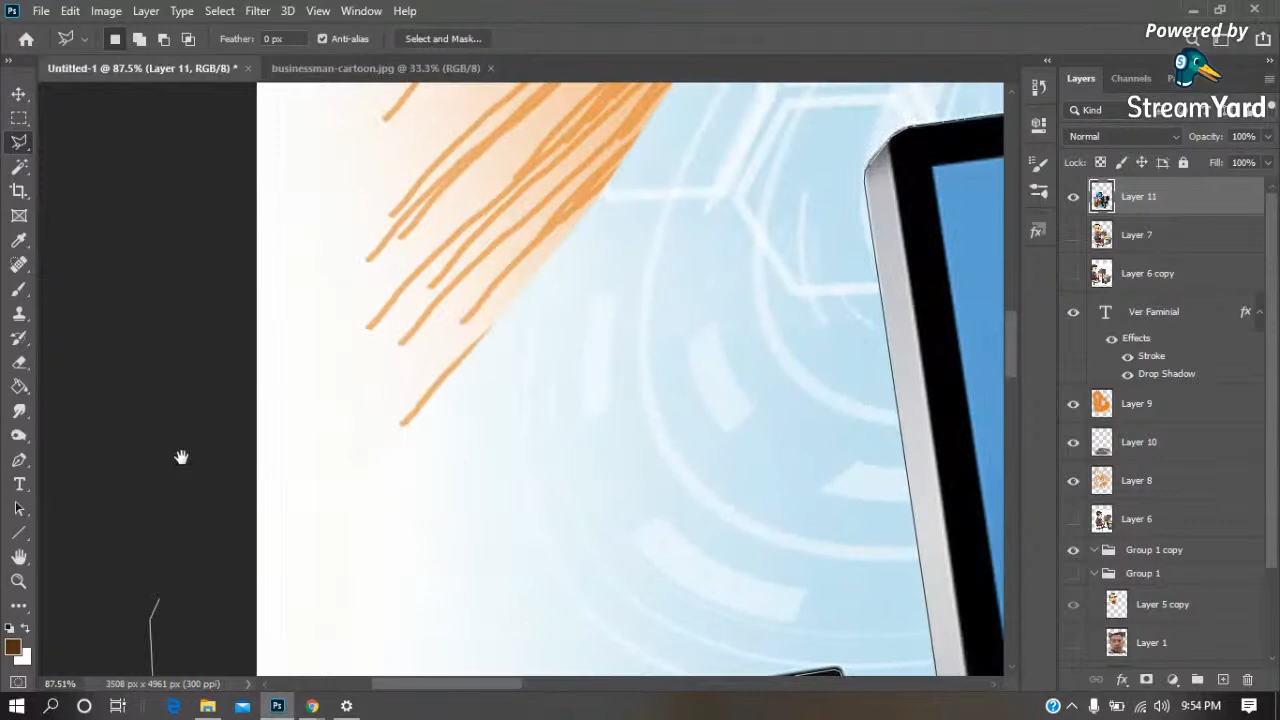 Ps File Edit Image Layer Type Select Filter 3D View Window Help
Powered by
StreamYard
Feather: 0 px Anti-alias Select and Mask...
Untitled-1 @ 87.5% (Layer 11, RGB/8) * × businessman-cartoon.jpg @ 33.3% (RGB/8) ×
Layers Channels
Kind
Normal Opacity: 100%
Lock: Fill: 100%
Layer 11
Layer 7
Layer 6 copy
T Ver Faminial fx
Effects
Stroke
Drop Shadow
Layer 9
Layer 10
Layer 8
Layer 6
Group 1 copy
Group 1
Layer 5 copy
Layer 1
87.51% 3508 px x 4961 px (300 ppi)
9:54 PM